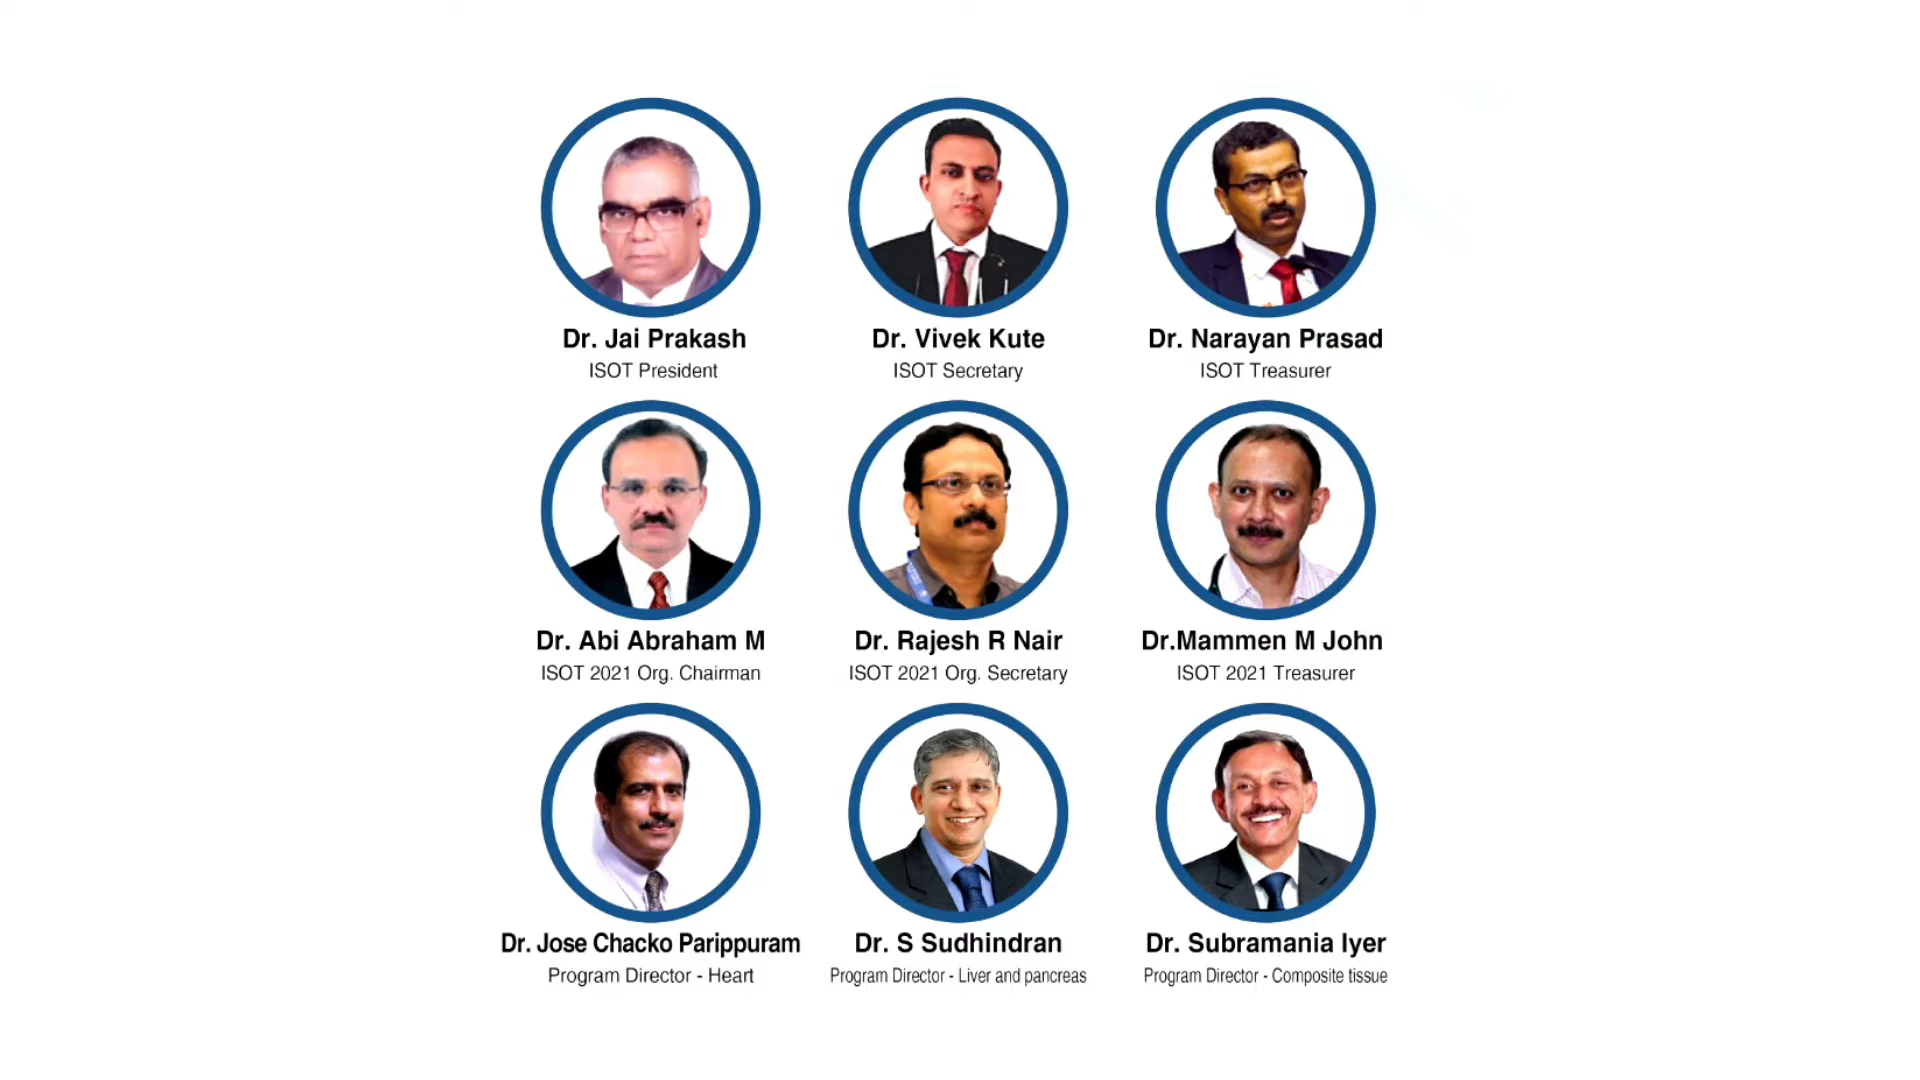 Dr. Jai Prakash
ISOT President
Dr. Vivek Kute
ISOT Secretary
Dr. Narayan Prasad
ISOT Treasurer
Dr. Abi Abraham M
ISOT 2021 Org. Chairman
Dr. Rajesh R Nair
ISOT 2021 Org. Secretary
Dr.Mammen M John
ISOT 2021 Treasurer
Dr. Jose Chacko Parippuram
Program Director - Heart
Dr. S Sudhindran
Program Director - Liver and pancreas
Dr. Subramania Iyer
Program Director - Composite tissue